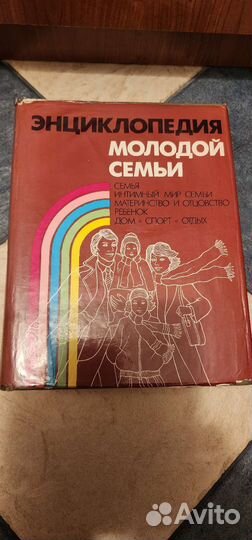 ЭНЦИКЛОПЕДИЯ
МОЛОДОЙ
СЕМЬИ
СЕМЬЯ
ИНТИМНЫЙ МИР СЕМЬИ
МАТЕРИНСТВО И ОТЦОВСТВО
РЕБЕНОК
ДОМ • СПОРТ • ОТДЫХ
Avito